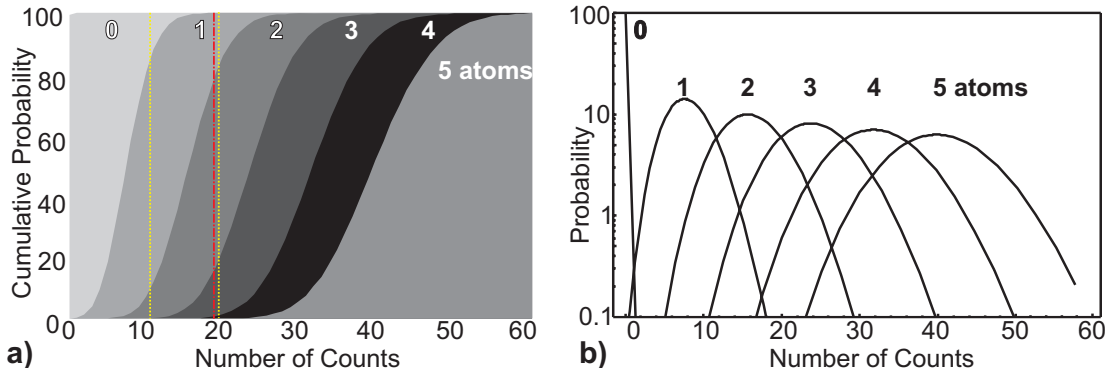 100
80
60
40
20
0
Cumulative Probability
0 1 2 3 4
5 atoms
0 10 20 30 40 50 60
Number of Counts
a)
100
10
1
0.1
Probability
0
1 2 3 4 5 atoms
0 10 20 30 40 50 60
Number of Counts
b)